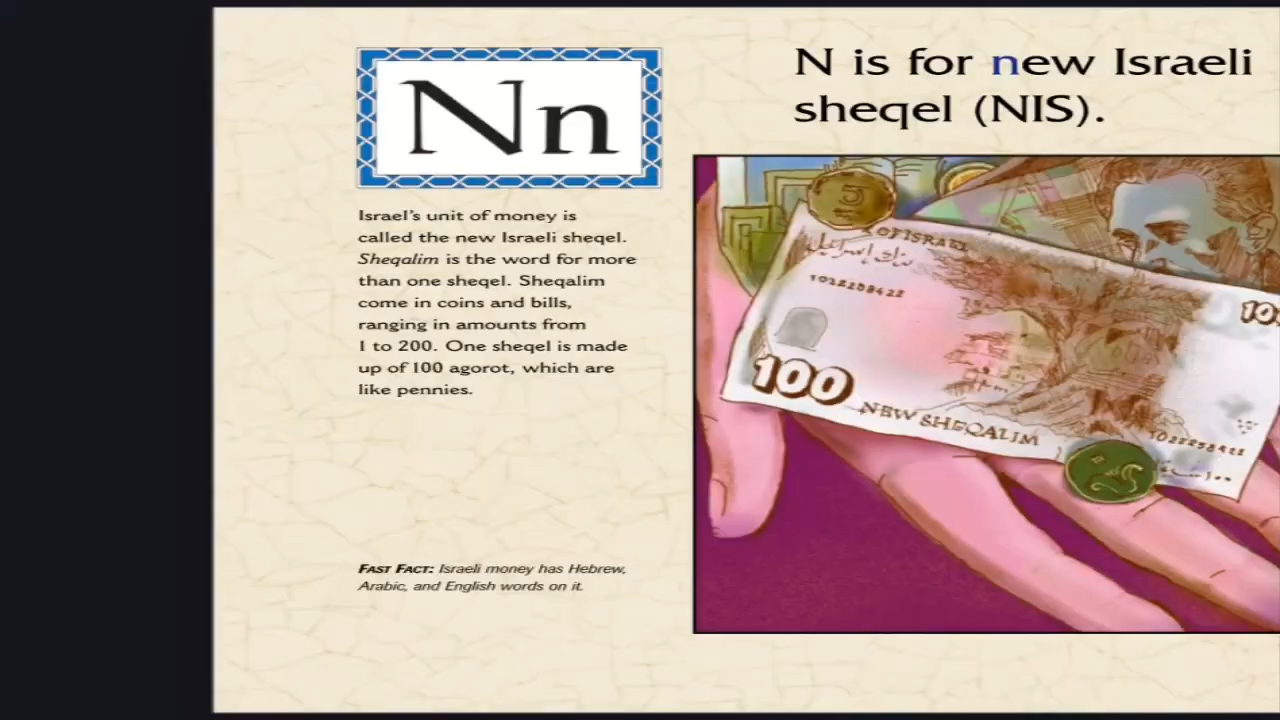 Nn
N is for new Israeli
sheqel (NIS).
Israel's unit of money is
called the new Israeli sheqel.
Sheqalim is the word for more
than one sheqel. Sheqalim
come in coins and bills,
ranging in amounts from
1 to 200. One sheqel is made
up of 100 agorot, which are
like pennies.
FAST FACT: Israeli money has Hebrew,
Arabic, and English words on it.
OF ISRAEL
100
NEW SHEQALIM